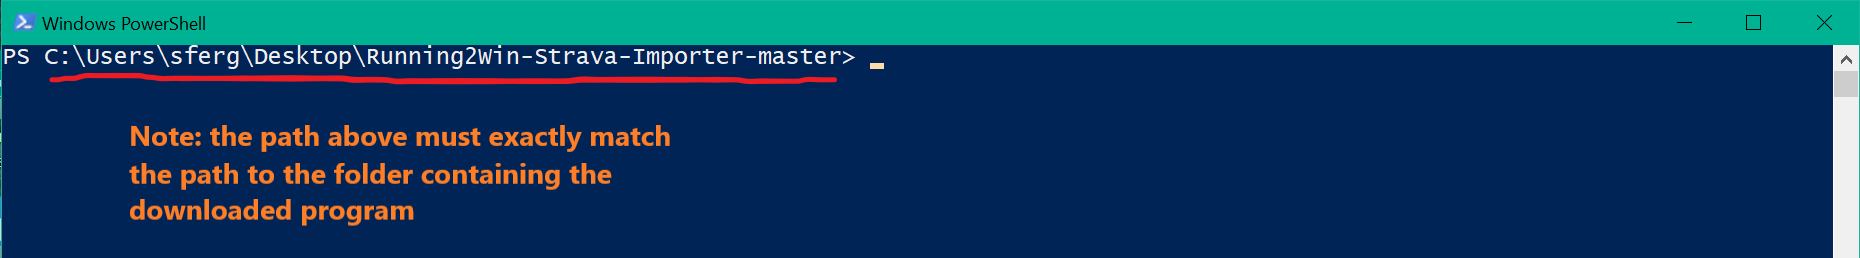 Windows PowerShell
PS C:\Users\sferg\Desktop\Running2Win-Strava-Importer-master>
Note: the path above must exactly match
the path to the folder containing the
downloaded program